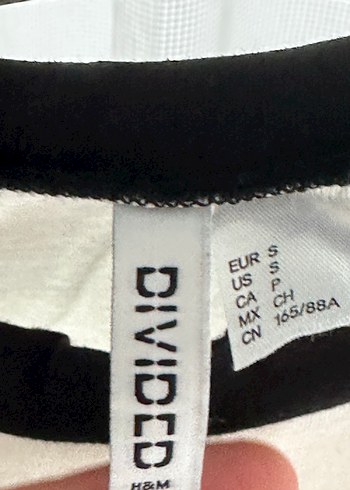 DIVIDED
H&M
EUR S
US S
CA P
MX CH
CN 165/88A